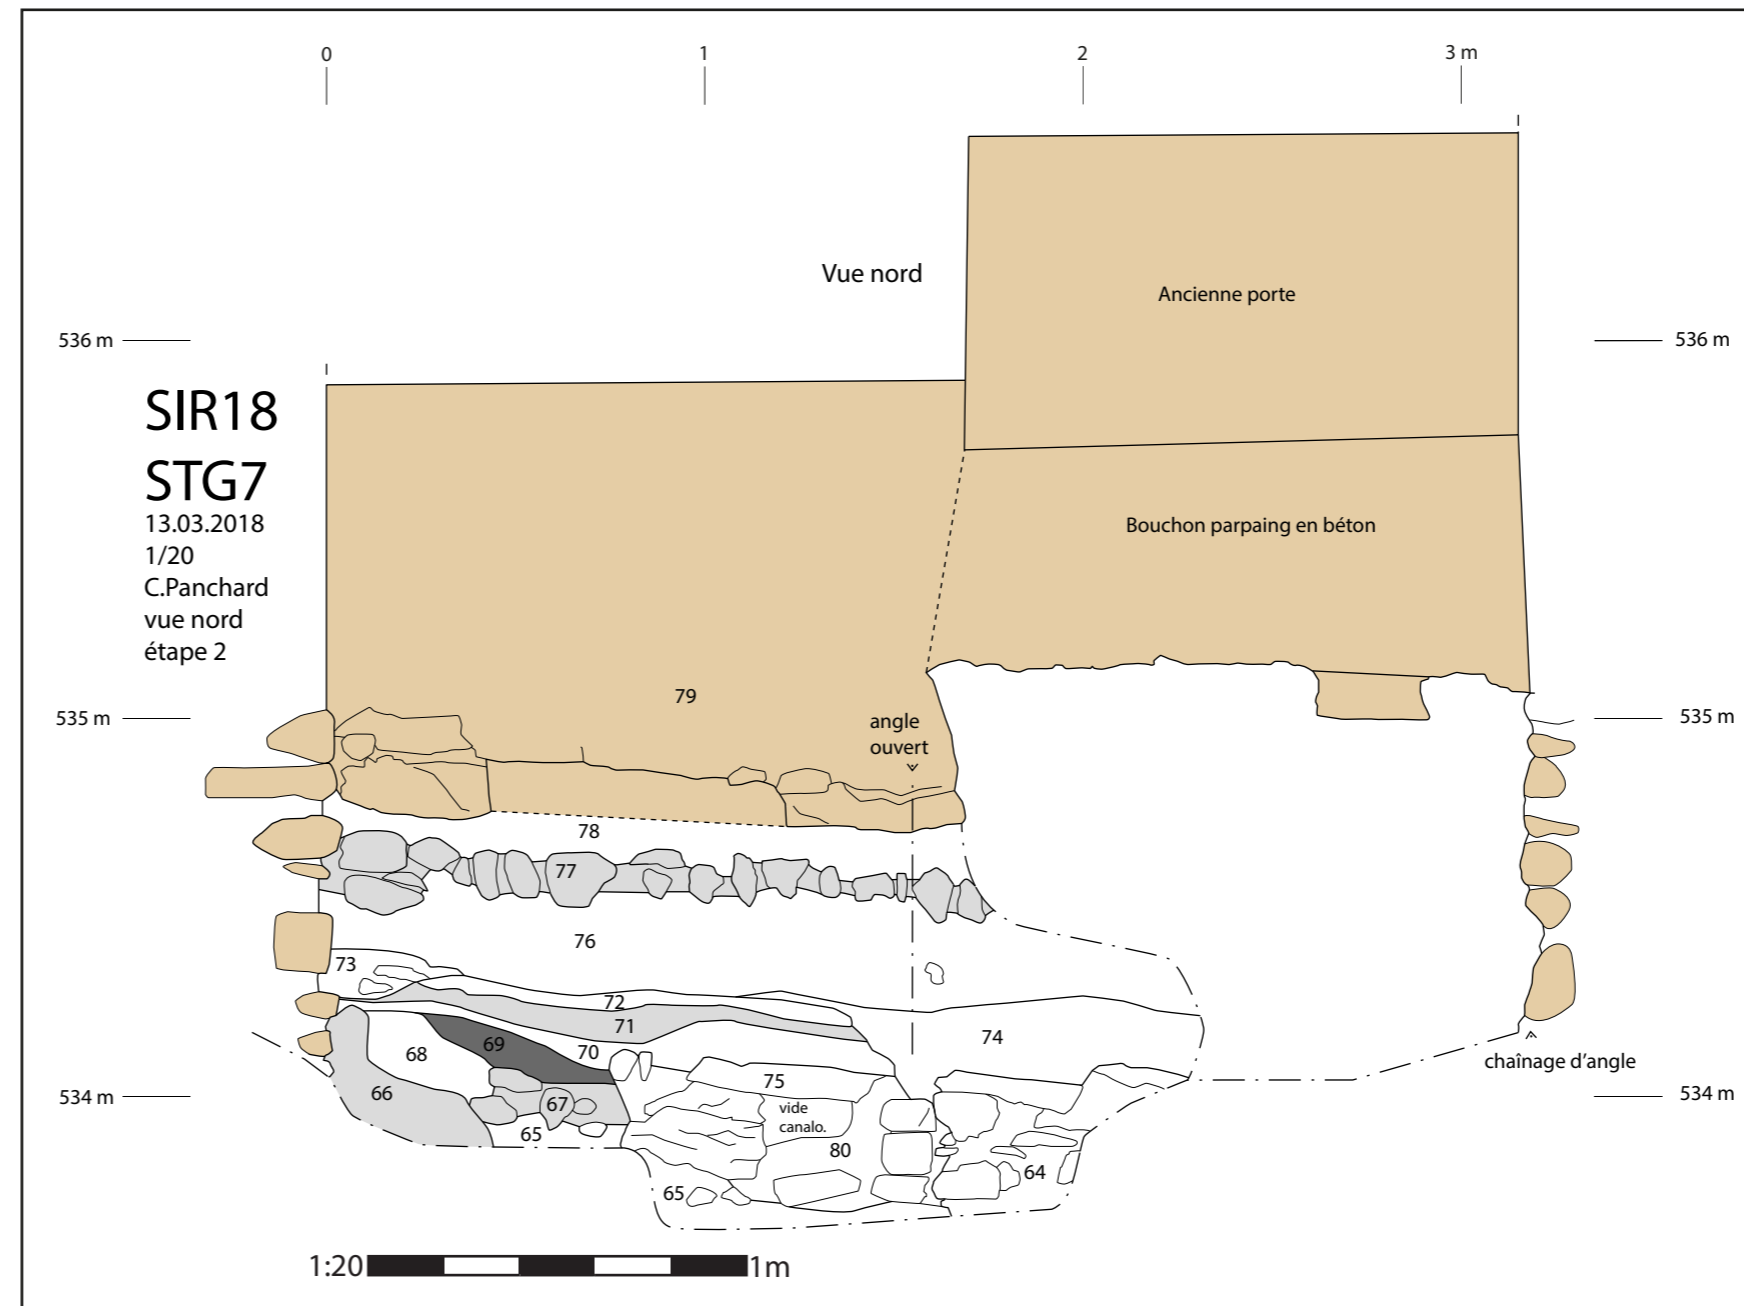 0
1
2
3 m
Vue nord
Ancienne porte
536 m
536 m
SIR18
STG7
13.03.2018
1/20
C.Panchard
vue nord
étape 2
Bouchon parpaing en béton
79
535 m
angle
ouvert
535 m
78
77
76
73
72
71
74
69
70
68
chaînage d'angle
75
66
67
vide
canalo.
534 m
534 m
65
80
64
65
1:20
1m